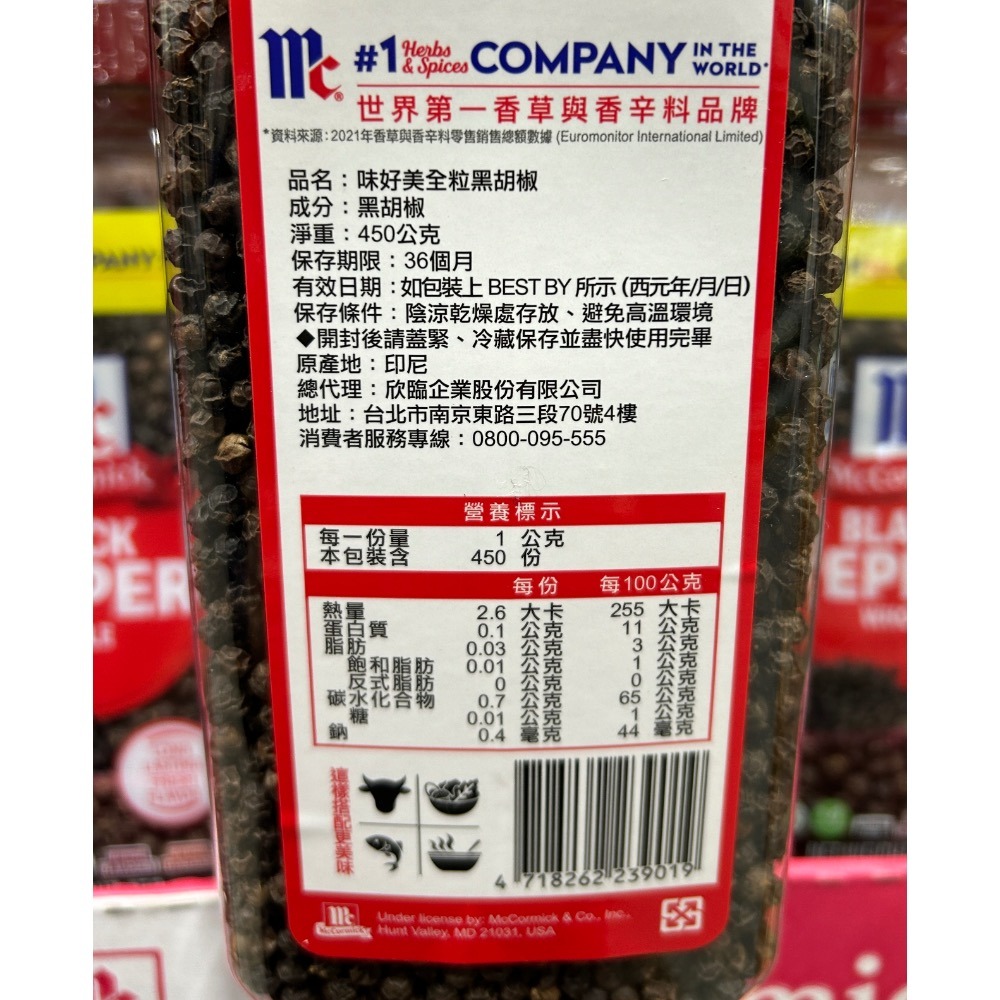 Mc® #1 Herbs & Spices COMPANY IN THE WORLD*
世界第一香草與香辛料品牌
*資料來源:2021年香草與香辛料零售銷售總額數據 (Euromonitor International Limited)
品名：味好美全粒黑胡椒
成分：黑胡椒
淨重：450公克
保存期限：36個月
有效日期：如包裝上 BEST BY 所示 (西元年/月/日)
保存條件：陰涼乾燥處存放、避免高溫環境
◆開封後請蓋緊、冷藏保存並盡快使用完畢
原產地：印尼
總代理：欣臨企業股份有限公司
地址：台北市南京東路三段70號4樓
消費者服務專線：0800-095-555
營養標示
每一份量 1 公克
本包裝含 450 份
每份 每100公克
熱量 2.6 大卡 255 大卡
蛋白質 0.1 公克 11 公克
脂肪 0.03 公克 3 公克
飽和脂肪 0.01 公克 1 公克
反式脂肪 0 公克 0 公克
碳水化合物 0.7 公克 65 公克
糖 0.01 公克 1 公克
鈉 0.4 毫克 44 毫克
這樣搭配更美味
4 718262 239019
McCormick
Under license by: McCormick & Co., Inc.,
Hunt Valley, MD 21031, USA
PANY
CK
PER
BLA
EPP